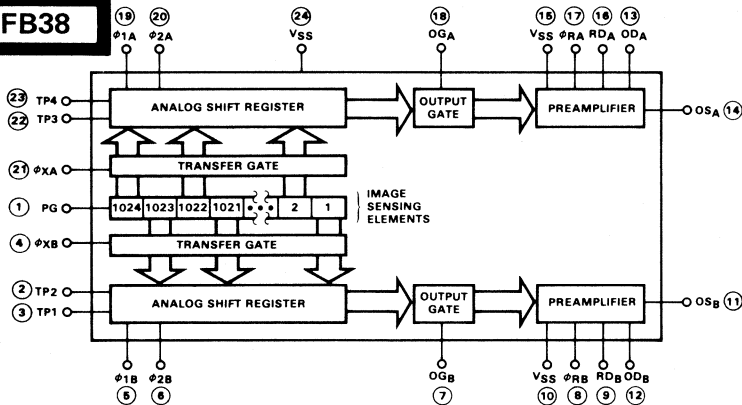 FB38
19 20 24 18 15 17 16 13
ϕ1A ϕ2A VSS OGA VSS ϕRA RDA ODA
23 TP4
22 TP3
ANALOG SHIFT REGISTER
OUTPUT GATE
PREAMPLIFIER
OSA 14
21 ϕXA
TRANSFER GATE
1 PG
1024 1023 1022 1021 2 1
IMAGE
SENSING
ELEMENTS
4 ϕXB
TRANSFER GATE
2 TP2
3 TP1
ANALOG SHIFT REGISTER
OUTPUT GATE
PREAMPLIFIER
OSB 11
ϕ1B ϕ2B OGB VSS ϕRB RDB ODB
5 6 7 10 8 9 12